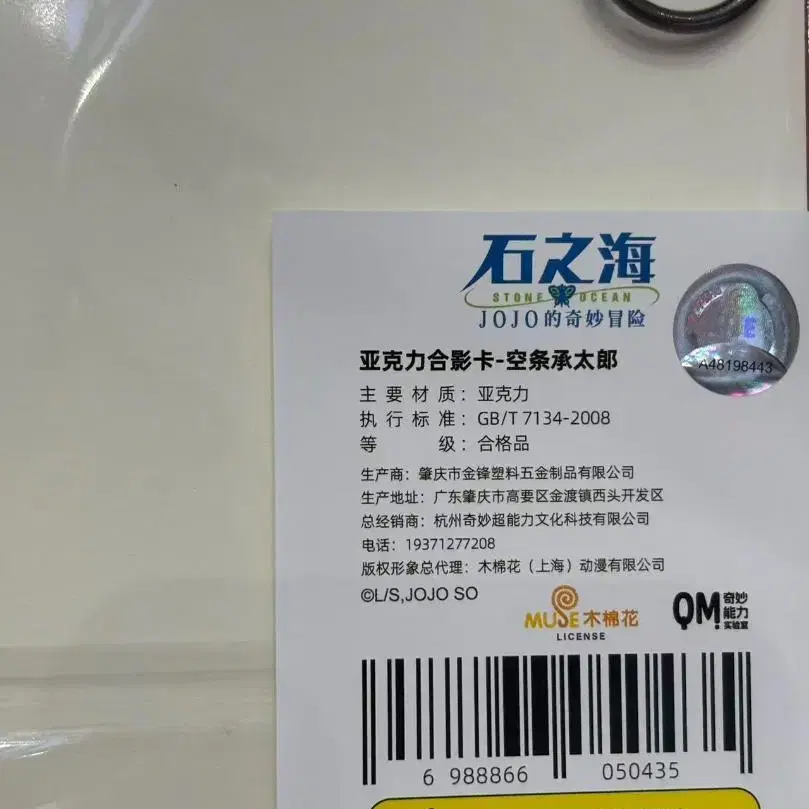 石之海
STONE OCEAN
JOJO的奇妙冒险
A48198443
亚克力合影卡-空条承太郎
主要材质：亚克力
执行标准：GB/T 7134-2008
等级：合格品
生产商：肇庆市金锋塑料五金制品有限公司
生产地址：广东肇庆市高要区金渡镇西头开发区
总经销商：杭州奇妙超能力文化科技有限公司
电话：19371277208
版权形象总代理：木棉花（上海）动漫有限公司
©L/S,JOJO SO
MUSE木棉花
LICENSE
QM 奇妙
能力
实验室
6 988866 050435